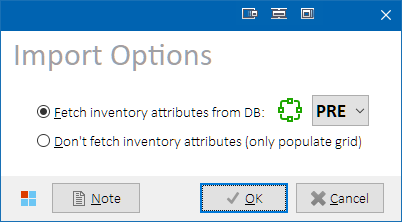 Import Options
Fetch inventory attributes from DB: PRE
Don't fetch inventory attributes (only populate grid)
Note OK Cancel